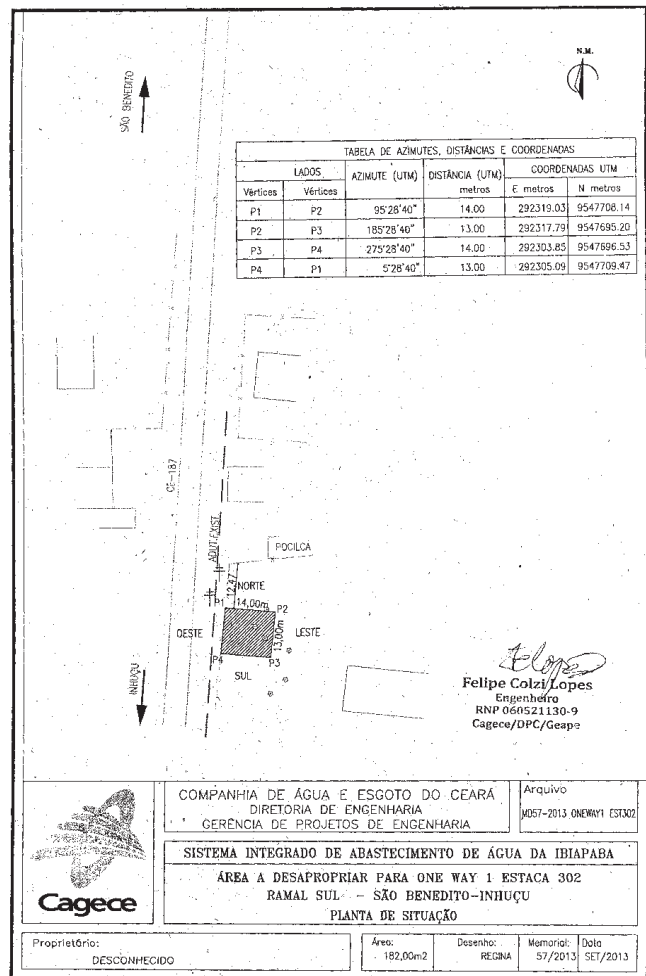 N.M.
SÃO BENEDITO
TABELA DE AZIMUTES, DISTÂNCIAS E COORDENADAS
LADOS AZIMUTE (UTM) DISTÂNCIA (UTM) metros COORDENADAS UTM
Vértices Vértices E metros N metros
P1 P2 95°28'40" 14.00 292319.03 9547708.14
P2 P3 185°28'40" 13.00 292317.79 9547695.20
P3 P4 275°28'40" 14.00 292303.85 9547696.53
P4 P1 5°28'40" 13.00 292305.09 9547709.47
CE-187
ADUT.EXIST.
POCILCA
12,47
NORTE
P1 14,00m P2
OESTE 13,00m LESTE
P4 P3
SUL
INHUÇU
Felipe Colzi Lopes
Engenheiro
RNP 060521130-9
Cagece/DPC/Geape
COMPANHIA DE ÁGUA E ESGOTO DO CEARÁ
DIRETORIA DE ENGENHARIA
GERÊNCIA DE PROJETOS DE ENGENHARIA
Arquivo
MD57-2013_ONEWAY1 EST302
SISTEMA INTEGRADO DE ABASTECIMENTO DE ÁGUA DA IBIAPABA
ÁREA A DESAPROPRIAR PARA ONE WAY 1 ESTACA 302
RAMAL SUL - SÃO BENEDITO-INHUÇU
PLANTA DE SITUAÇÃO
Cagece
Proprietário:
DESCONHECIDO
Área:
182,00m2
Desenho:
REGINA
Memorial:
57/2013
Data
SET/2013